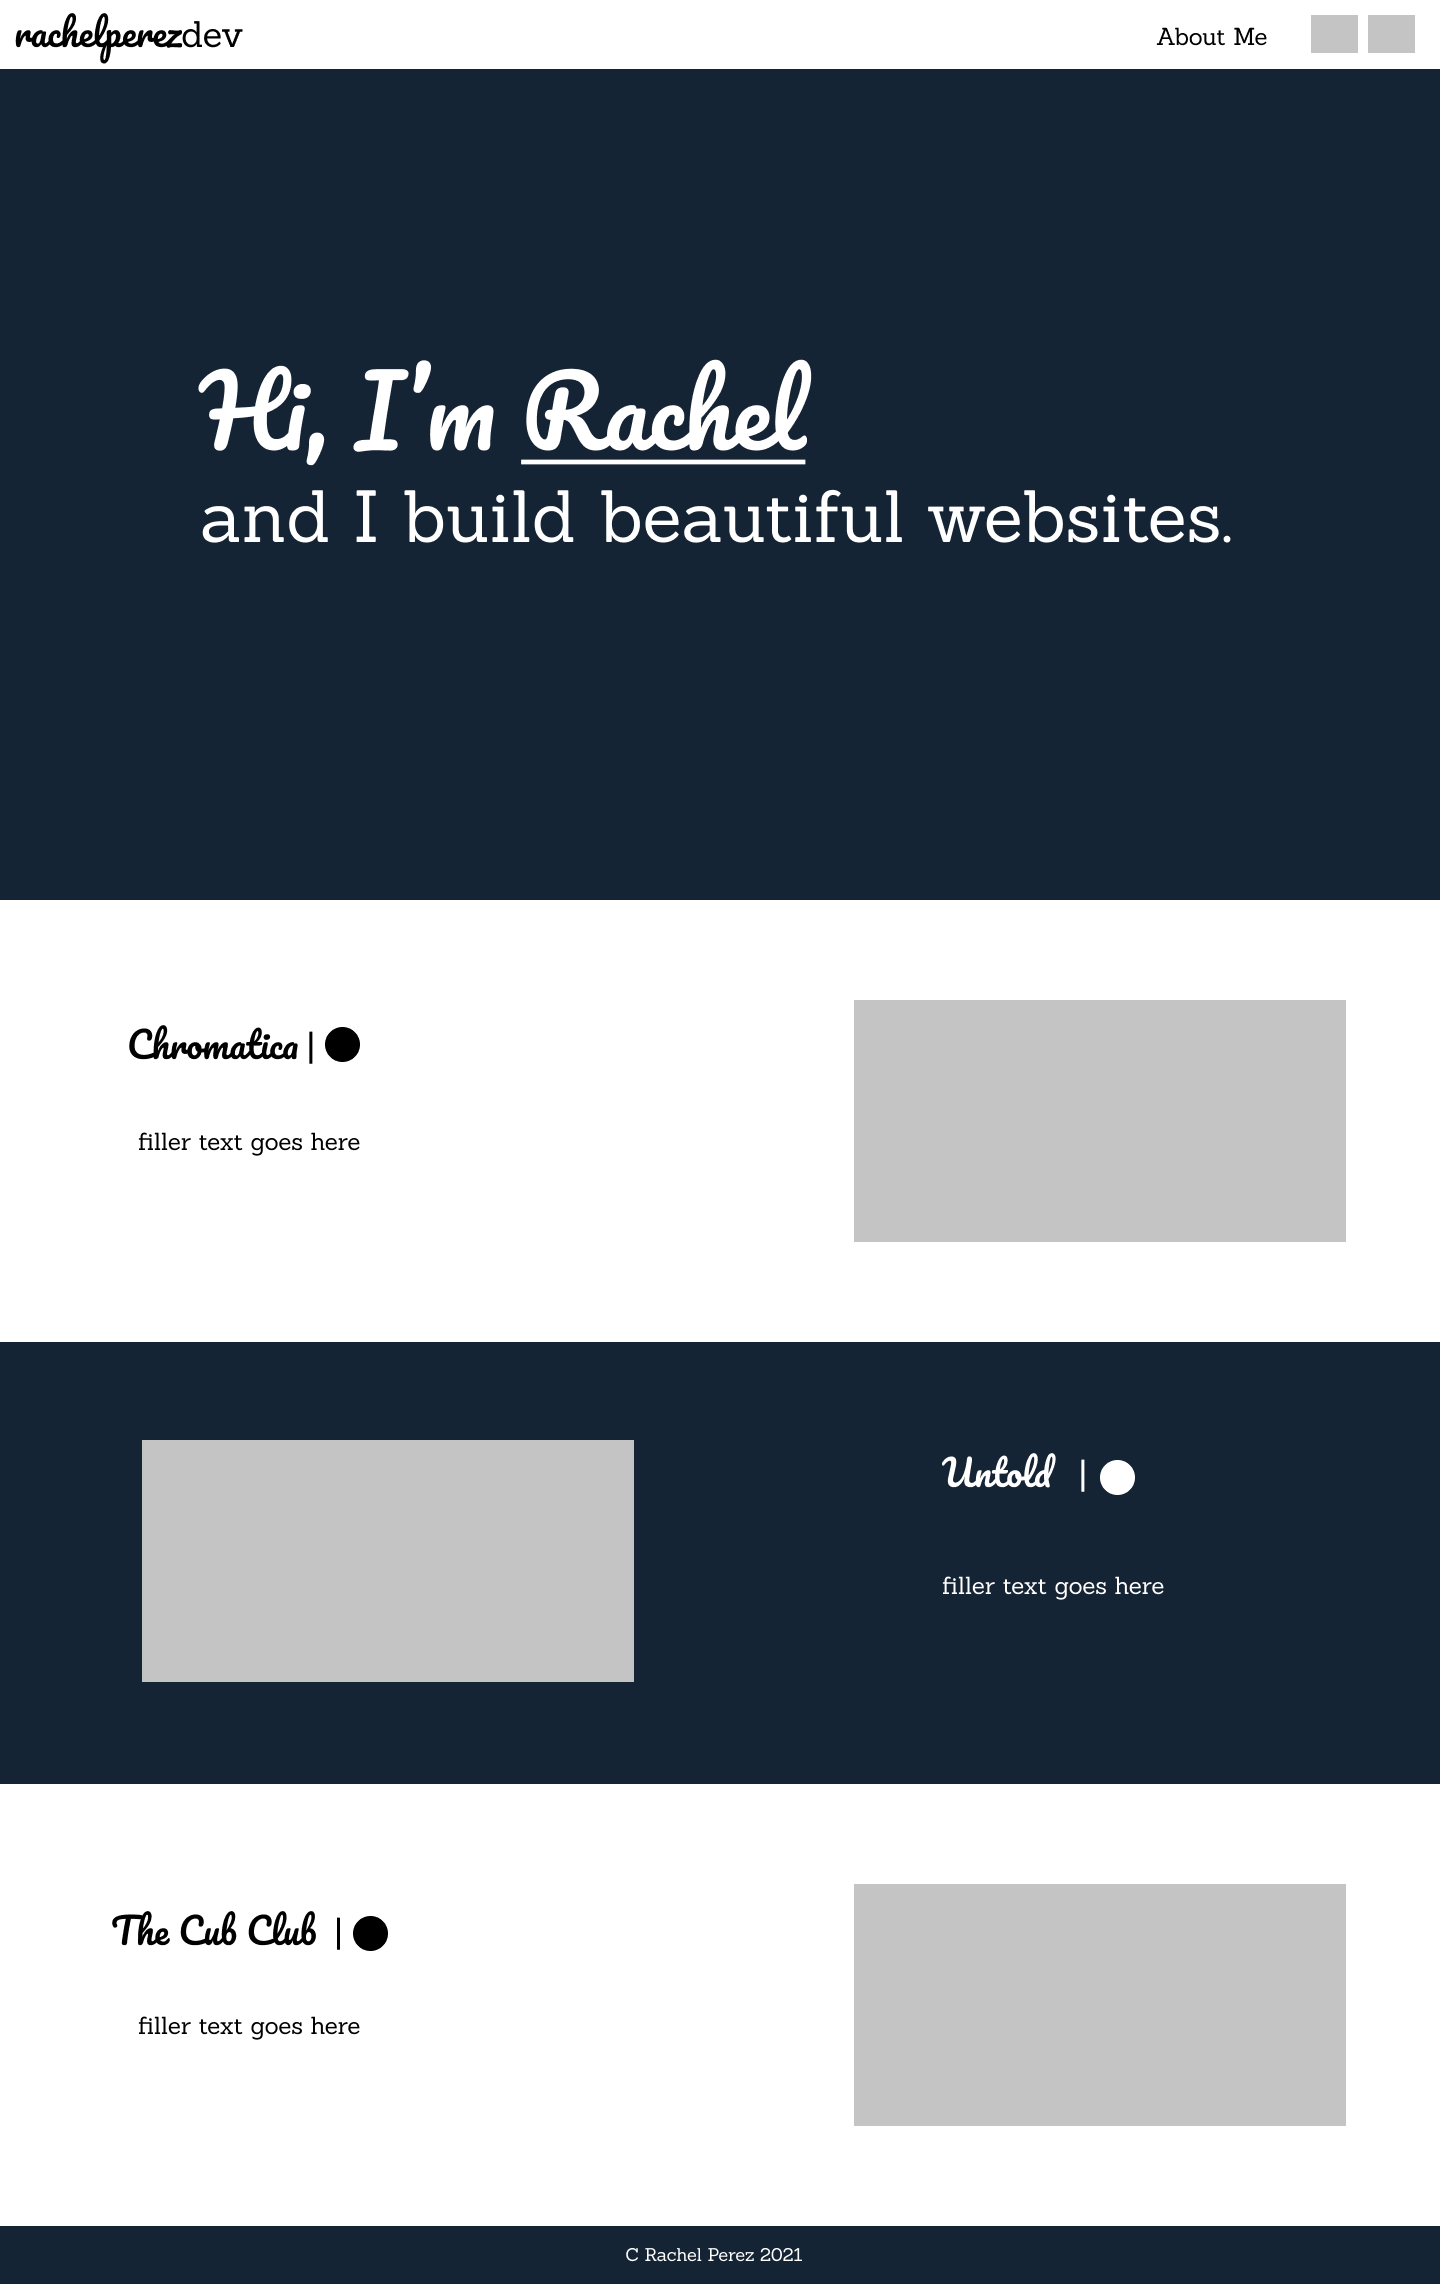 rachelperezdev
About Me
Hi, I'm Rachel
and I build beautiful websites.
Chromatica |
filler text goes here
Untold |
filler text goes here
The Cub Club |
filler text goes here
C Rachel Perez 2021